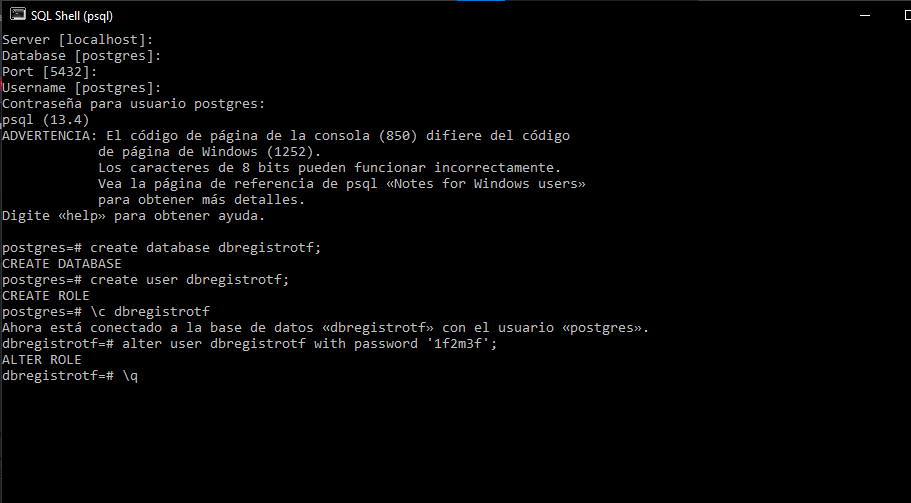 SQL Shell (psql)
Server [localhost]:
Database [postgres]:
Port [5432]:
Username [postgres]:
Contraseña para usuario postgres:
psql (13.4)
ADVERTENCIA: El código de página de la consola (850) difiere del código
de página de Windows (1252).
Los caracteres de 8 bits pueden funcionar incorrectamente.
Vea la página de referencia de psql «Notes for Windows users»
para obtener más detalles.
Digite «help» para obtener ayuda.
postgres=# create database dbregistrotf;
CREATE DATABASE
postgres=# create user dbregistrotf;
CREATE ROLE
postgres=# \c dbregistrotf
Ahora está conectado a la base de datos «dbregistrotf» con el usuario «postgres».
dbregistrotf=# alter user dbregistrotf with password '1f2m3f';
ALTER ROLE
dbregistrotf=# \q